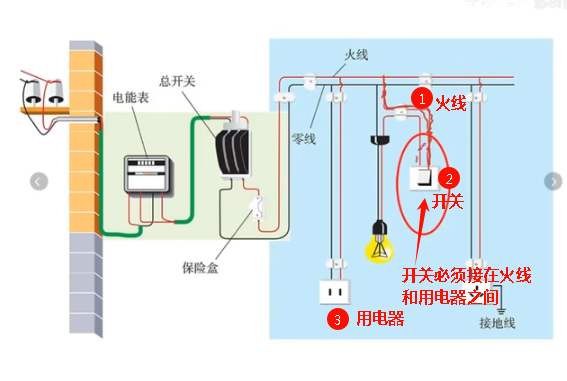 火线
总开关
电能表
零线
1 火线
2
开关
保险盒
开关必须接在火线
和用电器之间
3 用电器
接地线